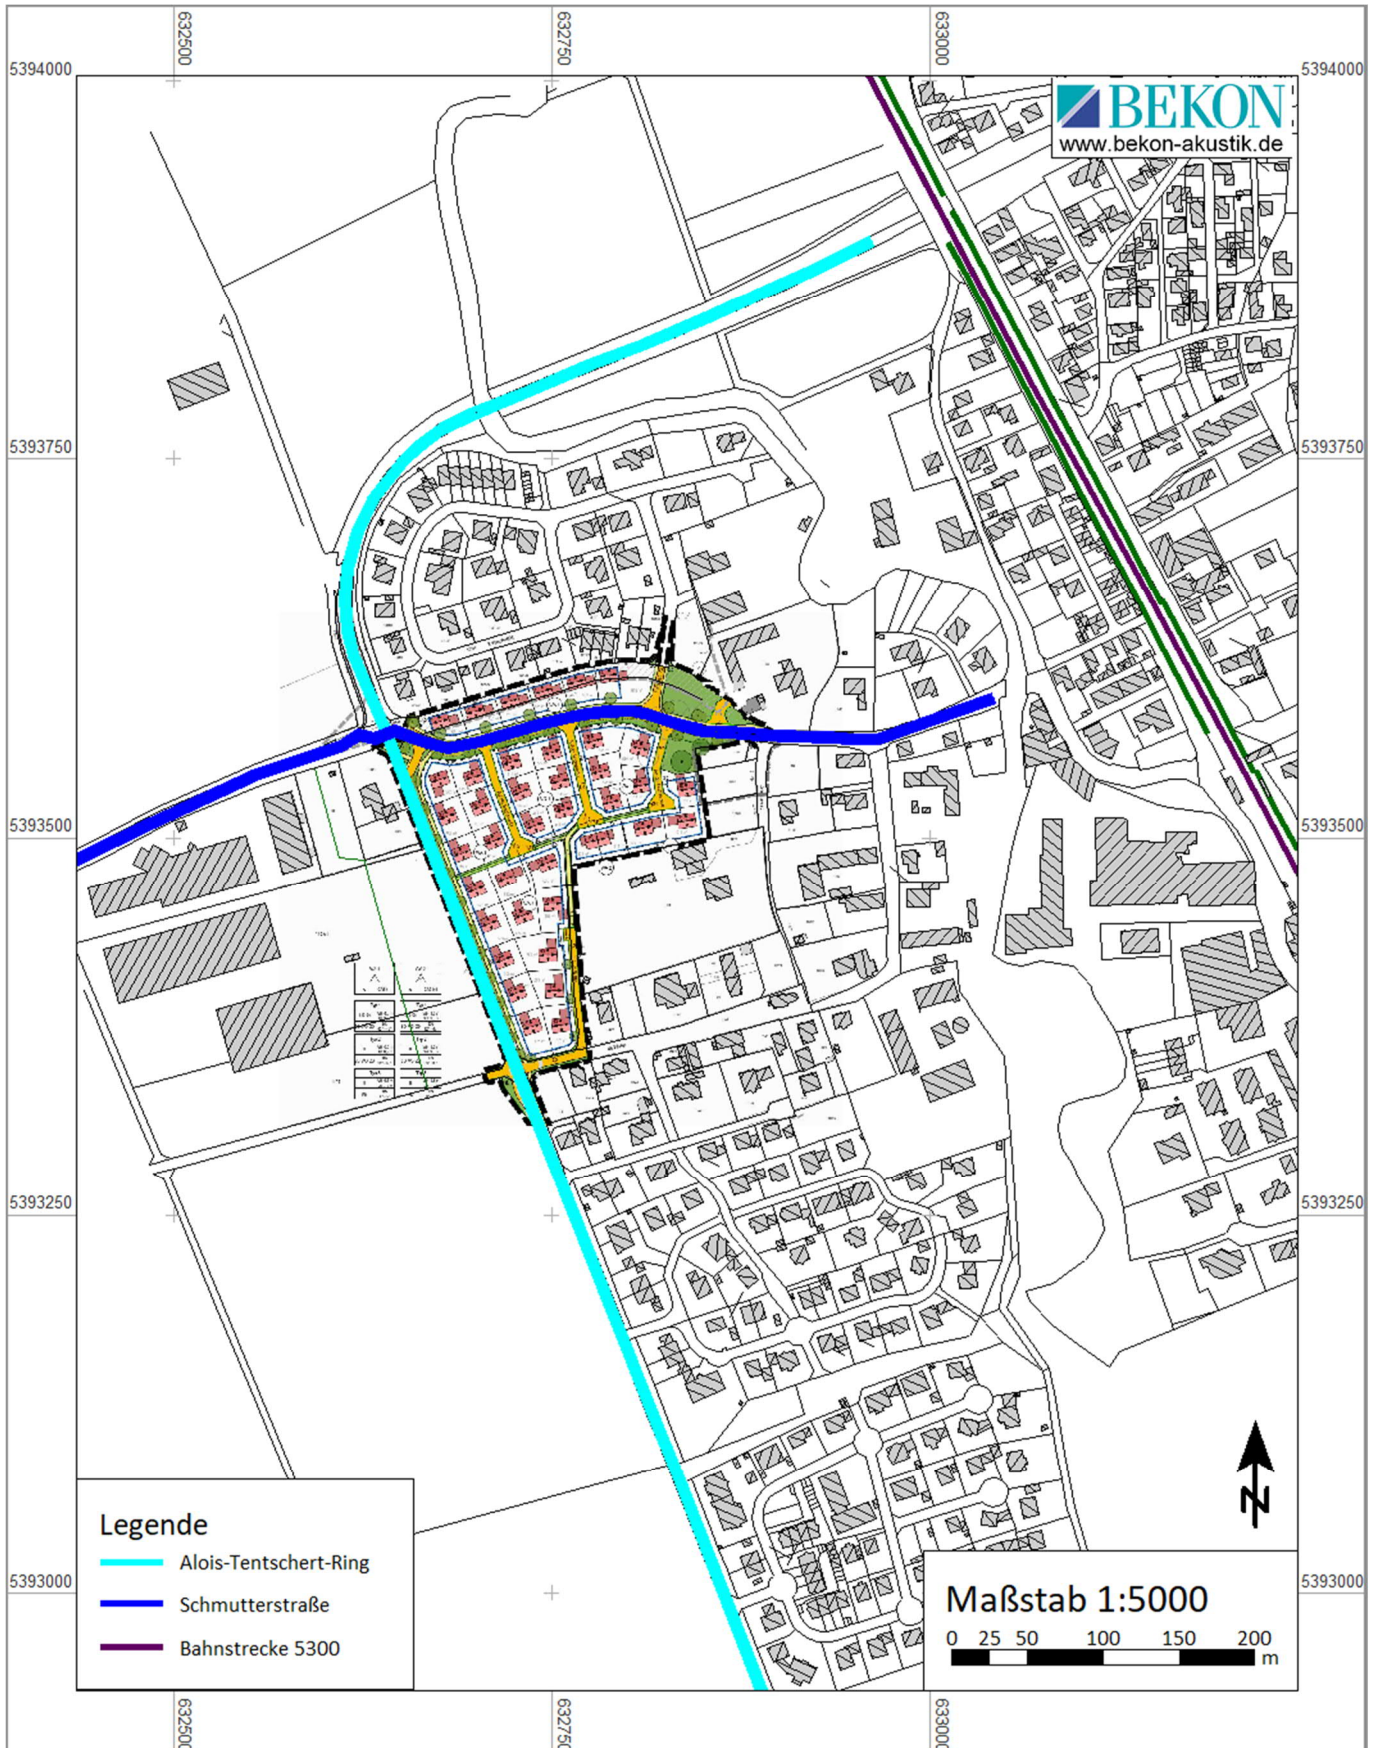 632500
632750
633000
5394000
5394000
BEKON
www.bekon-akustik.de
5393750
5393750
5393500
5393500
5393250
5393250
N
Legende
Alois-Tentschert-Ring
Schmutterstraße
Bahnstrecke 5300
5393000
5393000
Maßstab 1:5000
0 25 50 100 150 200
m
632500
632750
633000